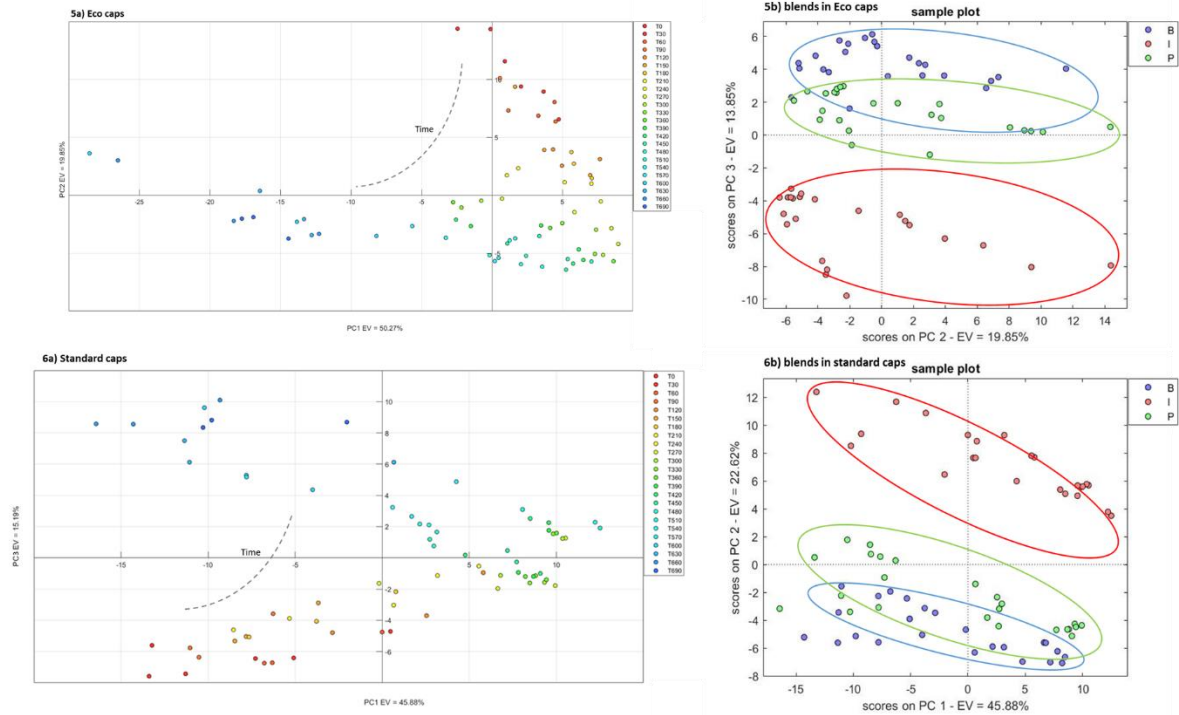 5a) Eco caps
10
5
Time
PC2 EV = 19.85%
-25
-20
-15
-10
-5
5
-5
PC1 EV = 50.27%
T0
T30
T60
T90
T120
T150
T180
T210
T240
T270
T300
T330
T360
T390
T420
T450
T480
T510
T540
T570
T600
T630
T660
T690
5b) blends in Eco caps
sample plot
B
I
P
scores on PC 3 - EV = 13.85%
6
4
2
0
-2
-4
-6
-8
-10
-6
-4
-2
0
2
4
6
8
10
12
14
scores on PC 2 - EV = 19.85%
6a) Standard caps
10
8
6
4
2
-2
-4
-6
Time
PC3 EV = 15.19%
-15
-10
-5
5
10
PC1 EV = 45.88%
T0
T30
T60
T90
T120
T150
T180
T210
T240
T270
T300
T330
T360
T390
T420
T450
T480
T510
T540
T570
T600
T630
T660
T690
6b) blends in standard caps
sample plot
B
I
P
scores on PC 2 - EV = 22.62%
12
10
8
6
4
2
0
-2
-4
-6
-8
-15
-10
-5
0
5
10
scores on PC 1 - EV = 45.88%